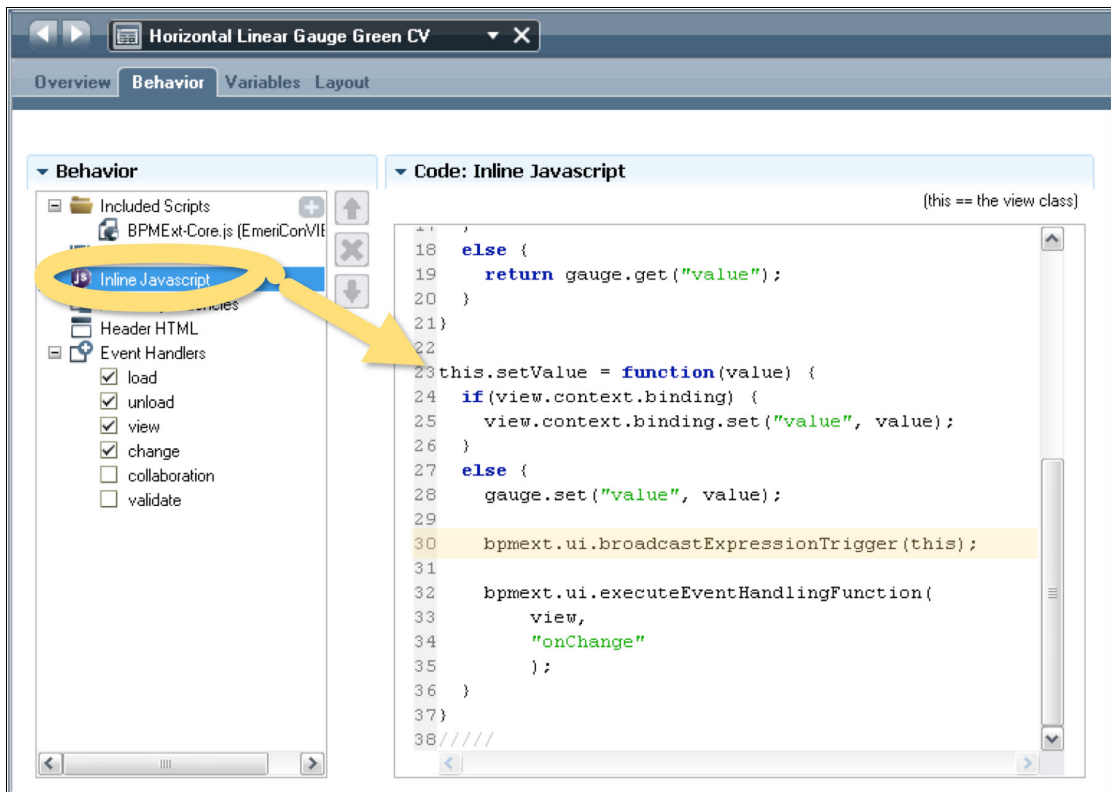 Horizontal Linear Gauge Green CV
Overview Behavior Variables Layout
Behavior
Included Scripts
BPMExt-Core.js (EmeriConVIE
Inline Javascript
Header HTML
Event Handlers
load
unload
view
change
collaboration
validate
Code: Inline Javascript
(this == the view class)
18 else {
19 return gauge.get("value");
20 }
21}
22
23this.setValue = function(value) {
24 if(view.context.binding) {
25 view.context.binding.set("value", value);
26 }
27 else {
28 gauge.set("value", value);
29
30 bpmext.ui.broadcastExpressionTrigger(this);
31
32 bpmext.ui.executeEventHandlingFunction(
33 view,
34 "onChange"
35 );
36 }
37}
38/////